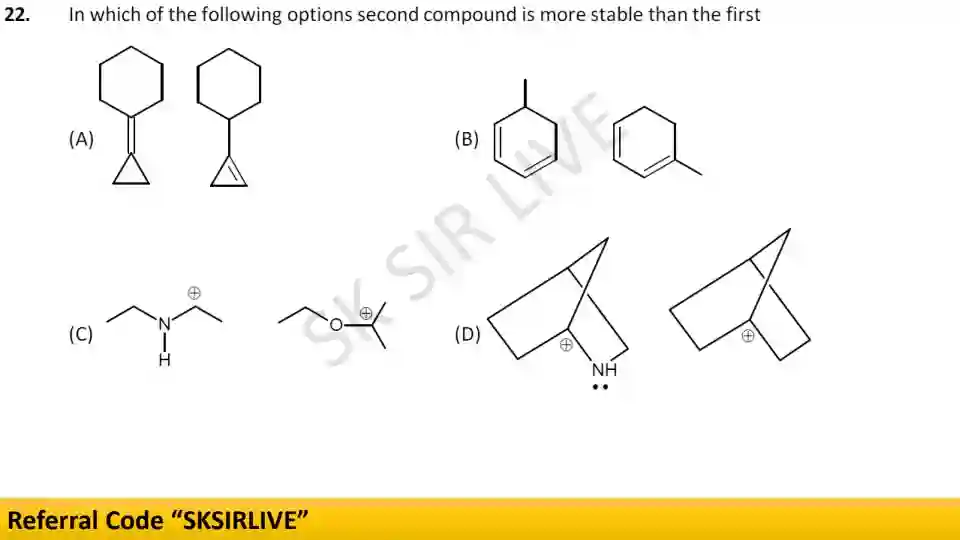 22. In which of the following options second compound is more stable than the first
(A)
(B)
(C)
N
H
⊕
O
⊕
(D)
⊕
NH
••
⊕
SK SIR LIVE
Referral Code “SKSIRLIVE”